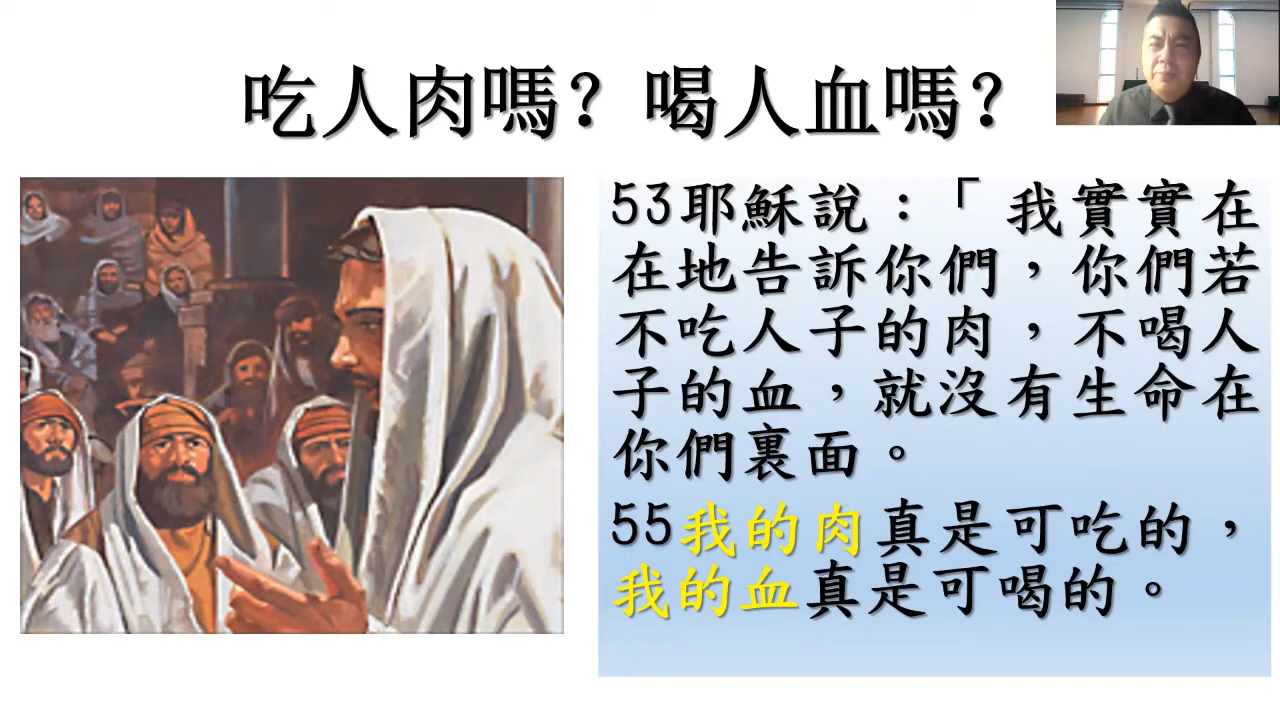 吃人肉嗎？喝人血嗎？
53耶穌說：「 我實實在
在地告訴你們，你們若
不吃人子的肉，不喝人
子的血，就沒有生命在
你們裏面。
55我的肉真是可吃的，
我的血真是可喝的。